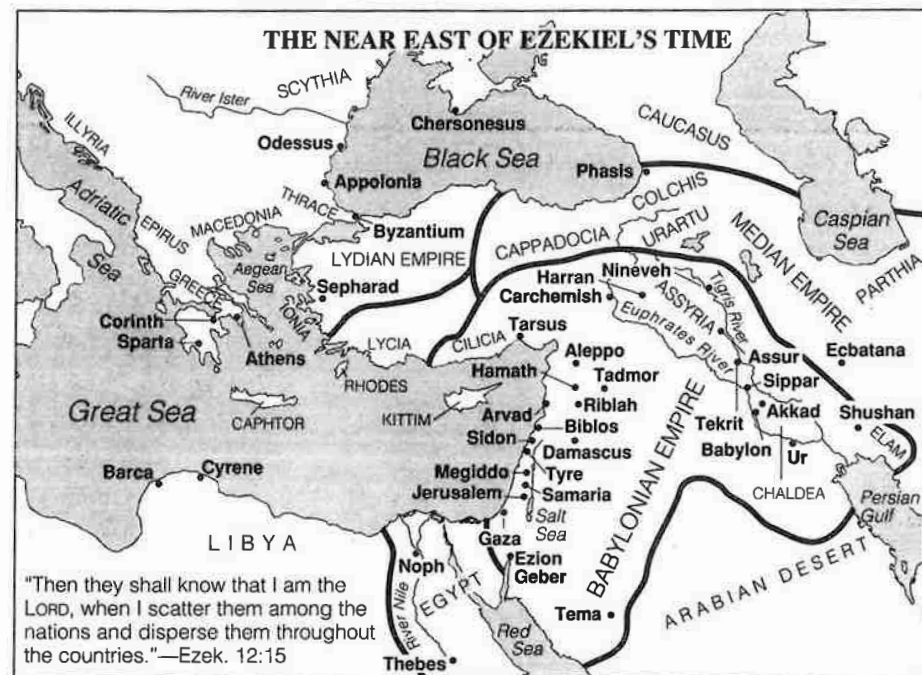 THE NEAR EAST OF EZEKIEL'S TIME
SCYTHIA
River Ister
ILLYRIA
Chersonesus
CAUCASUS
Odessus
Black Sea
Phasis
Appolonia
COLCHIS
Adriatic
Sea
EPIRUS
MACEDONIA
THRACE
Byzantium
CAPPADOCIA
URARTU
MEDIAN EMPIRE
Caspian
Sea
PARTHIA
Aegean
Sea
LYDIAN EMPIRE
Sepharad
Harran
Nineveh
Carchemish
ASSYRIA
Tigris River
Euphrates River
GREECE
IONIA
Corinth
Sparta
Athens
LYCIA
CILICIA
Tarsus
RHODES
Aleppo
Hamath
Tadmor
Assur
Ecbatana
Sippar
Great Sea
CAPHTOR
KITTIM
Arvad
Riblah
Akkad
Shushan
Biblos
Tekrit
Sidon
Damascus
Babylon
Ur
ELAM
Barca
Cyrene
Megiddo
Tyre
Jerusalem
Samaria
CHALDEA
Persian
Gulf
Salt
Sea
Gaza
BABYLONIAN EMPIRE
LIBYA
Noph
Ezion
Geber
ARABIAN DESERT
EGYPT
River Nile
Tema
Red
Sea
Thebes
"Then they shall know that I am the
LORD, when I scatter them among the
nations and disperse them throughout
the countries."—Ezek. 12:15